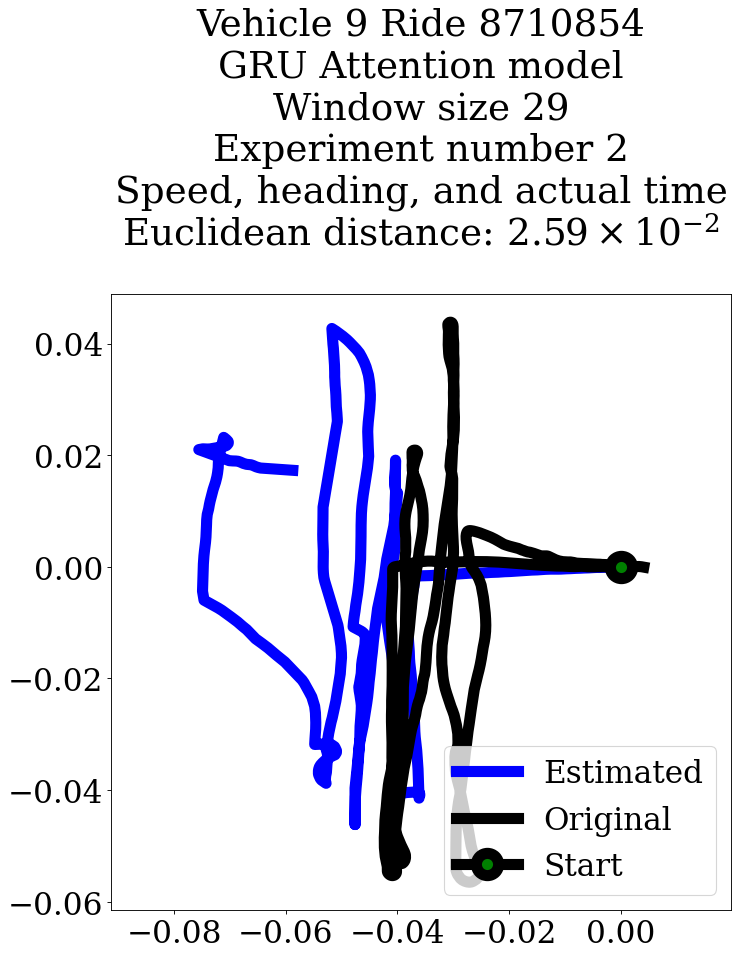 Vehicle 9 Ride 8710854
GRU Attention model
Window size 29
Experiment number 2
Speed, heading, and actual time
Euclidean distance: 2.59 × 10⁻²
0.04
0.02
0.00
−0.02
−0.04
−0.06
Estimated
Original
Start
−0.08 −0.06 −0.04 −0.02 0.00